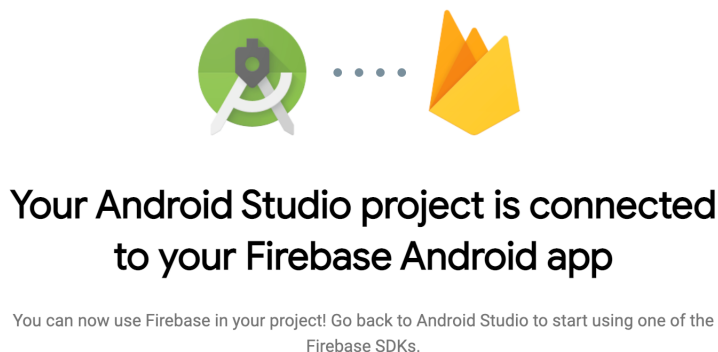 Your Android Studio project is connected
to your Firebase Android app
You can now use Firebase in your project! Go back to Android Studio to start using one of the
Firebase SDKs.